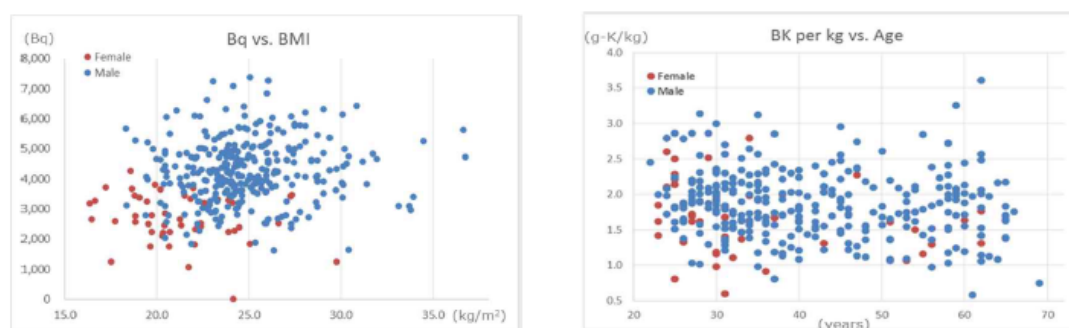 Bq vs. BMI
(Bq)
Female
Male
8,000
7,000
6,000
5,000
4,000
3,000
2,000
1,000
0
15.0 20.0 25.0 30.0 35.0 (kg/m²)
BK per kg vs. Age
(g-K/kg)
4.0
Female
Male
3.5
3.0
2.5
2.0
1.5
1.0
0.5
20 30 40 50 60 70
(years)